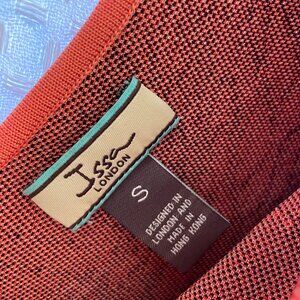 Issa
LONDON
S
DESIGNED IN
LONDON AND
MADE IN
HONG KONG